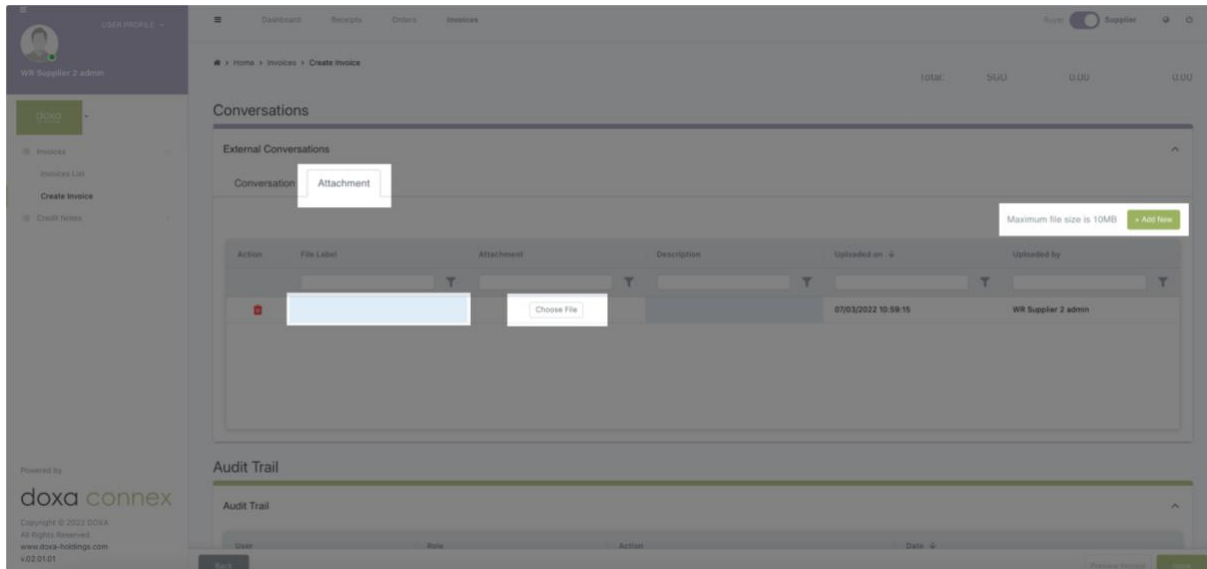 USER PROFILE
WR Supplier 2 admin
doxa
Invoices
Invoices List
Create Invoice
Credit Notes
Powered by
doxa connex
Copyright © 2022 DOXA
All Rights Reserved.
www.doxa-holdings.com
v.02.01.01
Dashboard Receipts Orders Invoices
Buyer Supplier
Home > Invoices > Create Invoice
Total: SGD 0.00 0.00
Conversations
External Conversations
Conversation Attachment
Maximum file size is 10MB + Add New
Action File Label Attachment Description Uploaded on Uploaded by
Choose File 07/03/2022 10:59:15 WR Supplier 2 admin
Audit Trail
Audit Trail
User Role Action Date
Back Preview Invoice